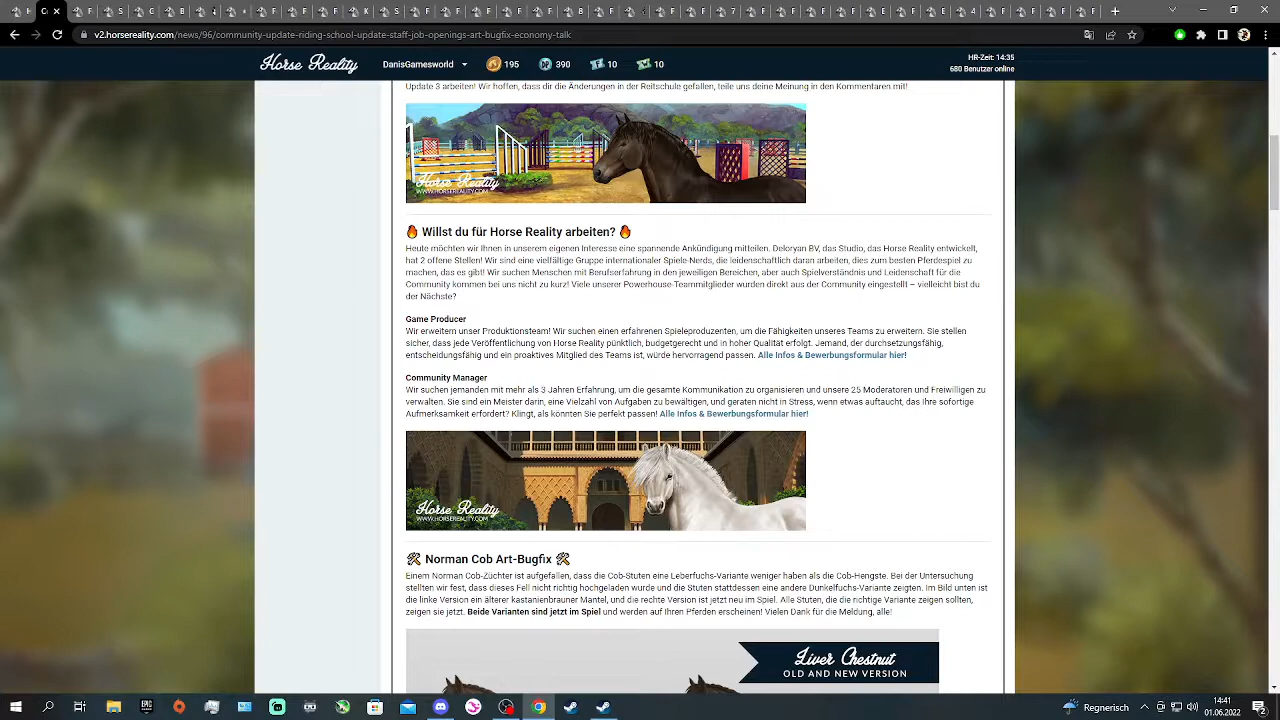 v2.horsereality.com/news/96/community-update-riding-school-update-staff-job-openings-art-bugfix-economy-talk
Horse Reality
DanisGamesworld
195
390
10
10
HR-Zeit: 14:35
680 Benutzer online
Update 3 arbeiten! Wir hoffen, dass dir die Änderungen in der Reitschule gefallen, teile uns deine Meinung in den Kommentaren mit!
Horse Reality
WWW.HORSEREALITY.COM
Willst du für Horse Reality arbeiten?
Heute möchten wir Ihnen in unserem eigenen Interesse eine spannende Ankündigung mitteilen. Deloryan BV, das Studio, das Horse Reality entwickelt,
hat 2 offene Stellen! Wir sind eine vielfältige Gruppe internationaler Spiele-Nerds, die leidenschaftlich daran arbeiten, dies zum besten Pferdespiel zu
machen, das es gibt! Wir suchen Menschen mit Berufserfahrung in den jeweiligen Bereichen, aber auch Spielverständnis und Leidenschaft für die
Community kommen bei uns nicht zu kurz! Viele unserer Powerhouse-Teammitglieder wurden direkt aus der Community eingestellt – vielleicht bist du
der Nächste?
Game Producer
Wir erweitern unser Produktionsteam! Wir suchen einen erfahrenen Spieleproduzenten, um die Fähigkeiten unseres Teams zu erweitern. Sie stellen
sicher, dass jede Veröffentlichung von Horse Reality pünktlich, budgetgerecht und in hoher Qualität erfolgt. Jemand, der durchsetzungsfähig,
entscheidungsfähig und ein proaktives Mitglied des Teams ist, würde hervorragend passen. Alle Infos & Bewerbungsformular hier!
Community Manager
Wir suchen jemanden mit mehr als 3 Jahren Erfahrung, um die gesamte Kommunikation zu organisieren und unsere 25 Moderatoren und Freiwilligen zu
verwalten. Sie sind ein Meister darin, eine Vielzahl von Aufgaben zu bewältigen, und geraten nicht in Stress, wenn etwas auftaucht, das Ihre sofortige
Aufmerksamkeit erfordert? Klingt, als könnten Sie perfekt passen! Alle Infos & Bewerbungsformular hier!
Horse Reality
WWW.HORSEREALITY.COM
Norman Cob Art-Bugfix
Einem Norman Cob-Züchter ist aufgefallen, dass die Cob-Stuten eine Leberfuchs-Variante weniger haben als die Cob-Hengste. Bei der Untersuchung
stellten wir fest, dass dieses Fell nicht richtig hochgeladen wurde und die Stuten stattdessen eine andere Dunkelfuchs-Variante zeigten. Im Bild unten ist
die linke Version ein älterer kastanienbrauner Mantel, und die rechte Version ist jetzt neu im Spiel. Alle Stuten, die die richtige Variante zeigen sollten,
zeigen sie jetzt. Beide Varianten sind jetzt im Spiel und werden auf Ihren Pferden erscheinen! Vielen Dank für die Meldung, alle!
Liver Chestnut
OLD AND NEW VERSION
Regnerisch
14:41
01.06.2022